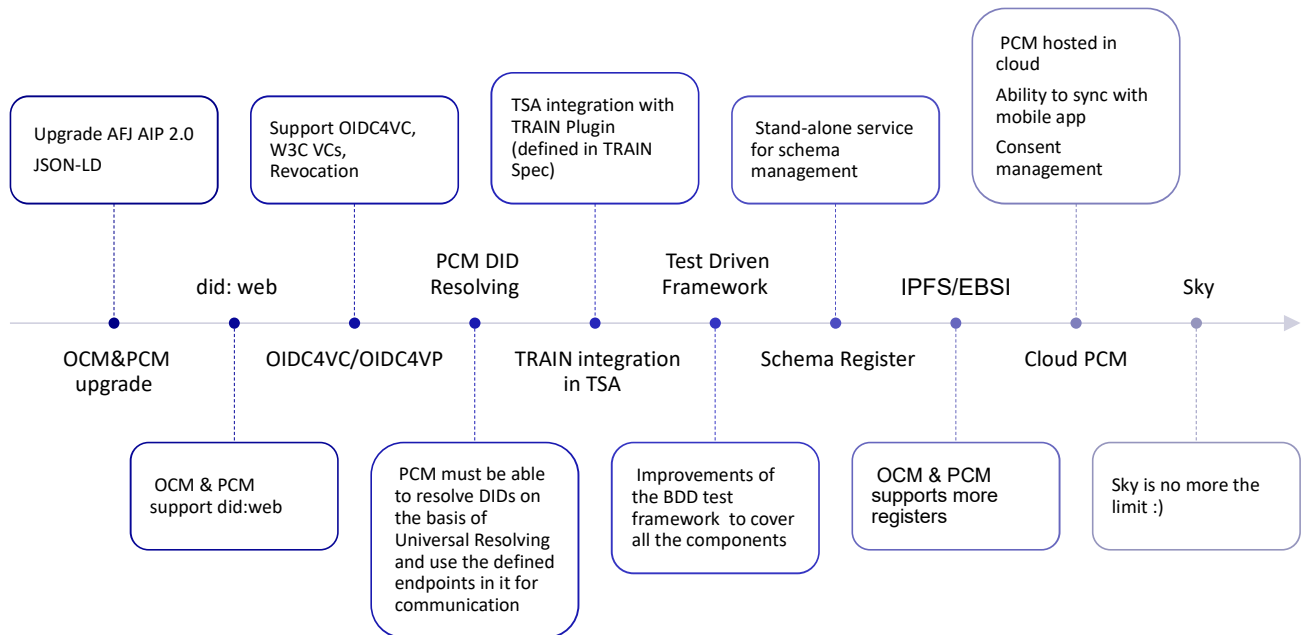 PCM hosted in
cloud
Ability to sync with
mobile app
Consent
management
Upgrade AFJ AIP 2.0
JSON-LD
Support OIDC4VC,
W3C VCs,
Revocation
TSA integration with
TRAIN Plugin
(defined in TRAIN
Spec)
Stand-alone service
for schema
management
did: web
PCM DID
Resolving
Test Driven
Framework
IPFS/EBSI
Sky
OCM&PCM
upgrade
OIDC4VC/OIDC4VP
TRAIN integration
in TSA
Schema Register
Cloud PCM
OCM & PCM
support did:web
PCM must be able
to resolve DIDs on
the basis of
Universal Resolving
and use the defined
endpoints in it for
communication
Improvements of
the BDD test
framework to cover
all the components
OCM & PCM
supports more
registers
Sky is no more the
limit :)